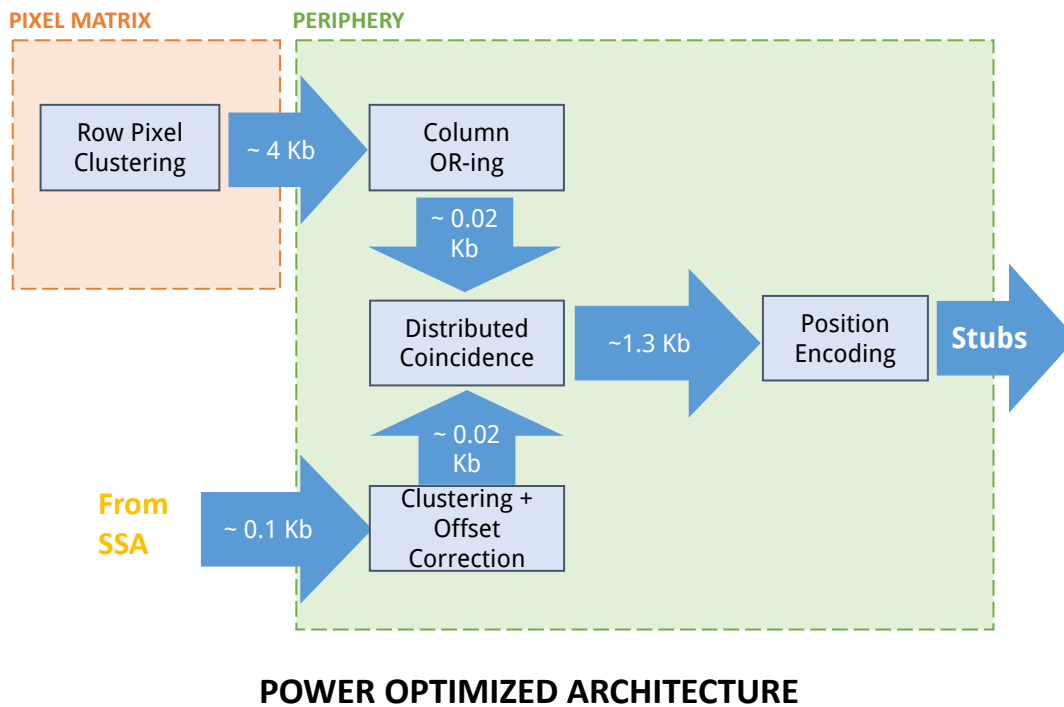 PIXEL MATRIX
PERIPHERY
Row Pixel
Clustering
~ 4 Kb
Column
OR-ing
~ 0.02
Kb
Distributed
Coincidence
~1.3 Kb
Position
Encoding
Stubs
~ 0.02
Kb
From
SSA
~ 0.1 Kb
Clustering +
Offset
Correction
POWER OPTIMIZED ARCHITECTURE